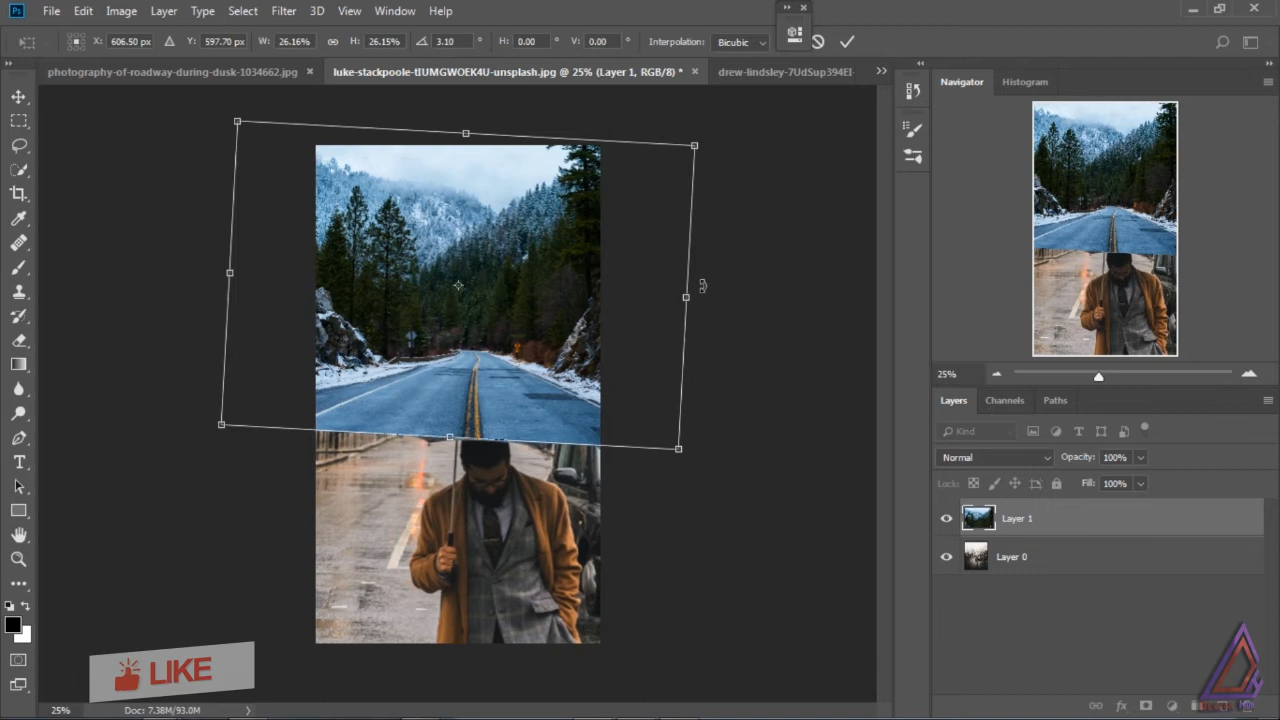 Ps File Edit Image Layer Type Select Filter 3D View Window Help
X: 606.50 px Y: 597.70 px W: 26.16% H: 26.15% 3.10 ° H: 0.00 ° V: 0.00 ° Interpolation: Bicubic
photography-of-roadway-during-dusk-1034662.jpg × luke-stackpoole-tIUMGWOEK4U-unsplash.jpg @ 25% (Layer 1, RGB/8) * × drew-lindsley-7UdSup394EI-
Navigator Histogram
25%
Layers Channels Paths
Kind
Normal Opacity: 100%
Lock: Fill: 100%
Layer 1
Layer 0
LIKE
25% Doc: 7.38M/93.0M
fx